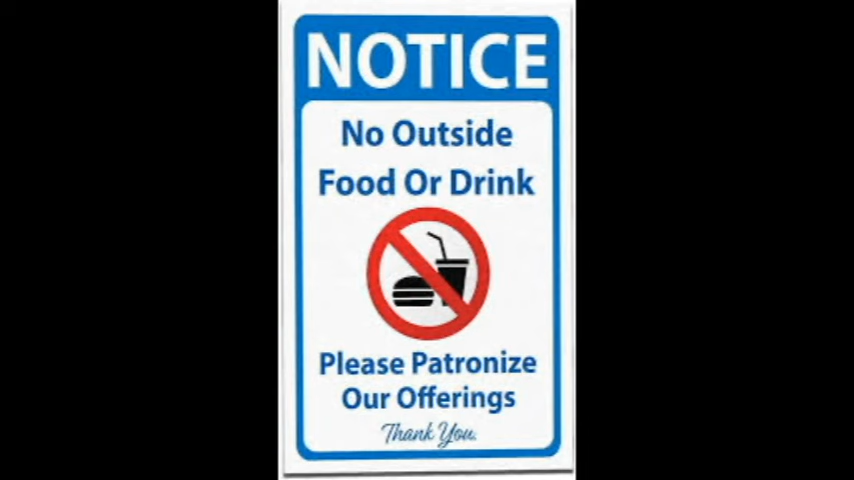 NOTICE
No Outside
Food Or Drink
Please Patronize
Our Offerings
Thank You.